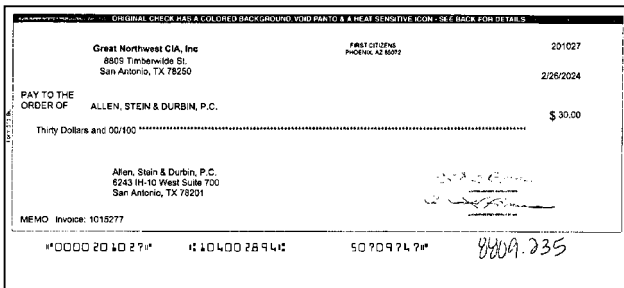 ORIGINAL CHECK HAS A COLORED BACKGROUND, VOID PANTO & A HEAT SENSITIVE ICON - SEE BACK FOR DETAILS
Great Northwest CIA, Inc
8809 Timberwilde St.
San Antonio, TX 78250
FIRST CITIZENS
PHOENIX, AZ 85072
201027
2/26/2024
PAY TO THE
ORDER OF ALLEN, STEIN & DURBIN, P.C.
$ 30.00
Thirty Dollars and 00/100
Allen, Stein & Durbin, P.C.
6243 IH-10 West Suite 700
San Antonio, TX 78201
MEMO Invoice: 1015277
⑈0000201027⑈ ⑆104002894⑆ 50709747⑈ 8809.235